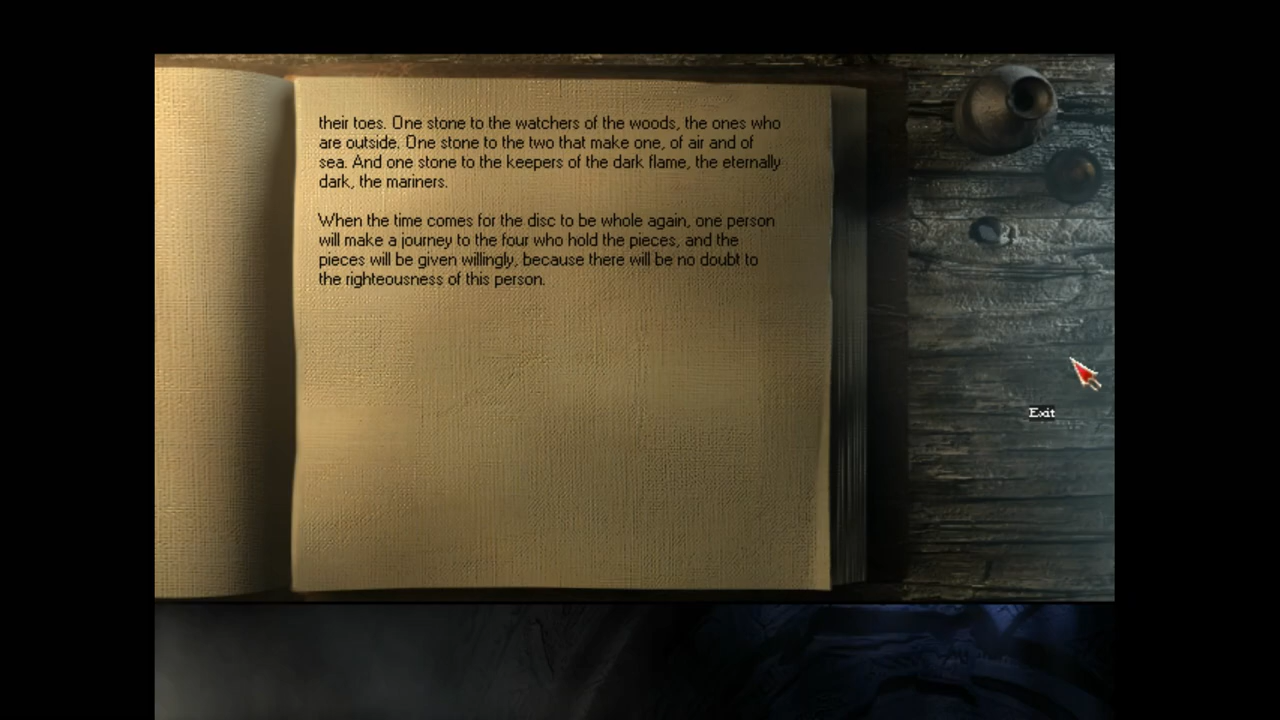 their toes. One stone to the watchers of the woods, the ones who
are outside. One stone to the two that make one, of air and of
sea. And one stone to the keepers of the dark flame, the eternally
dark, the mariners.
When the time comes for the disc to be whole again, one person
will make a journey to the four who hold the pieces, and the
pieces will be given willingly, because there will be no doubt to
the righteousness of this person.
Exit